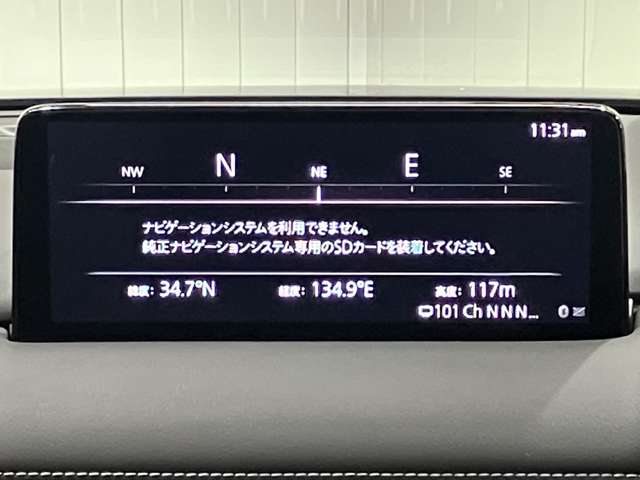 11:31am
NW N NE E SE
ナビゲーションシステムを利用できません。
純正ナビゲーションシステム専用のSDカードを装着してください。
緯度: 34.7°N 経度: 134.9°E 高度: 117m
101 Ch N N N...